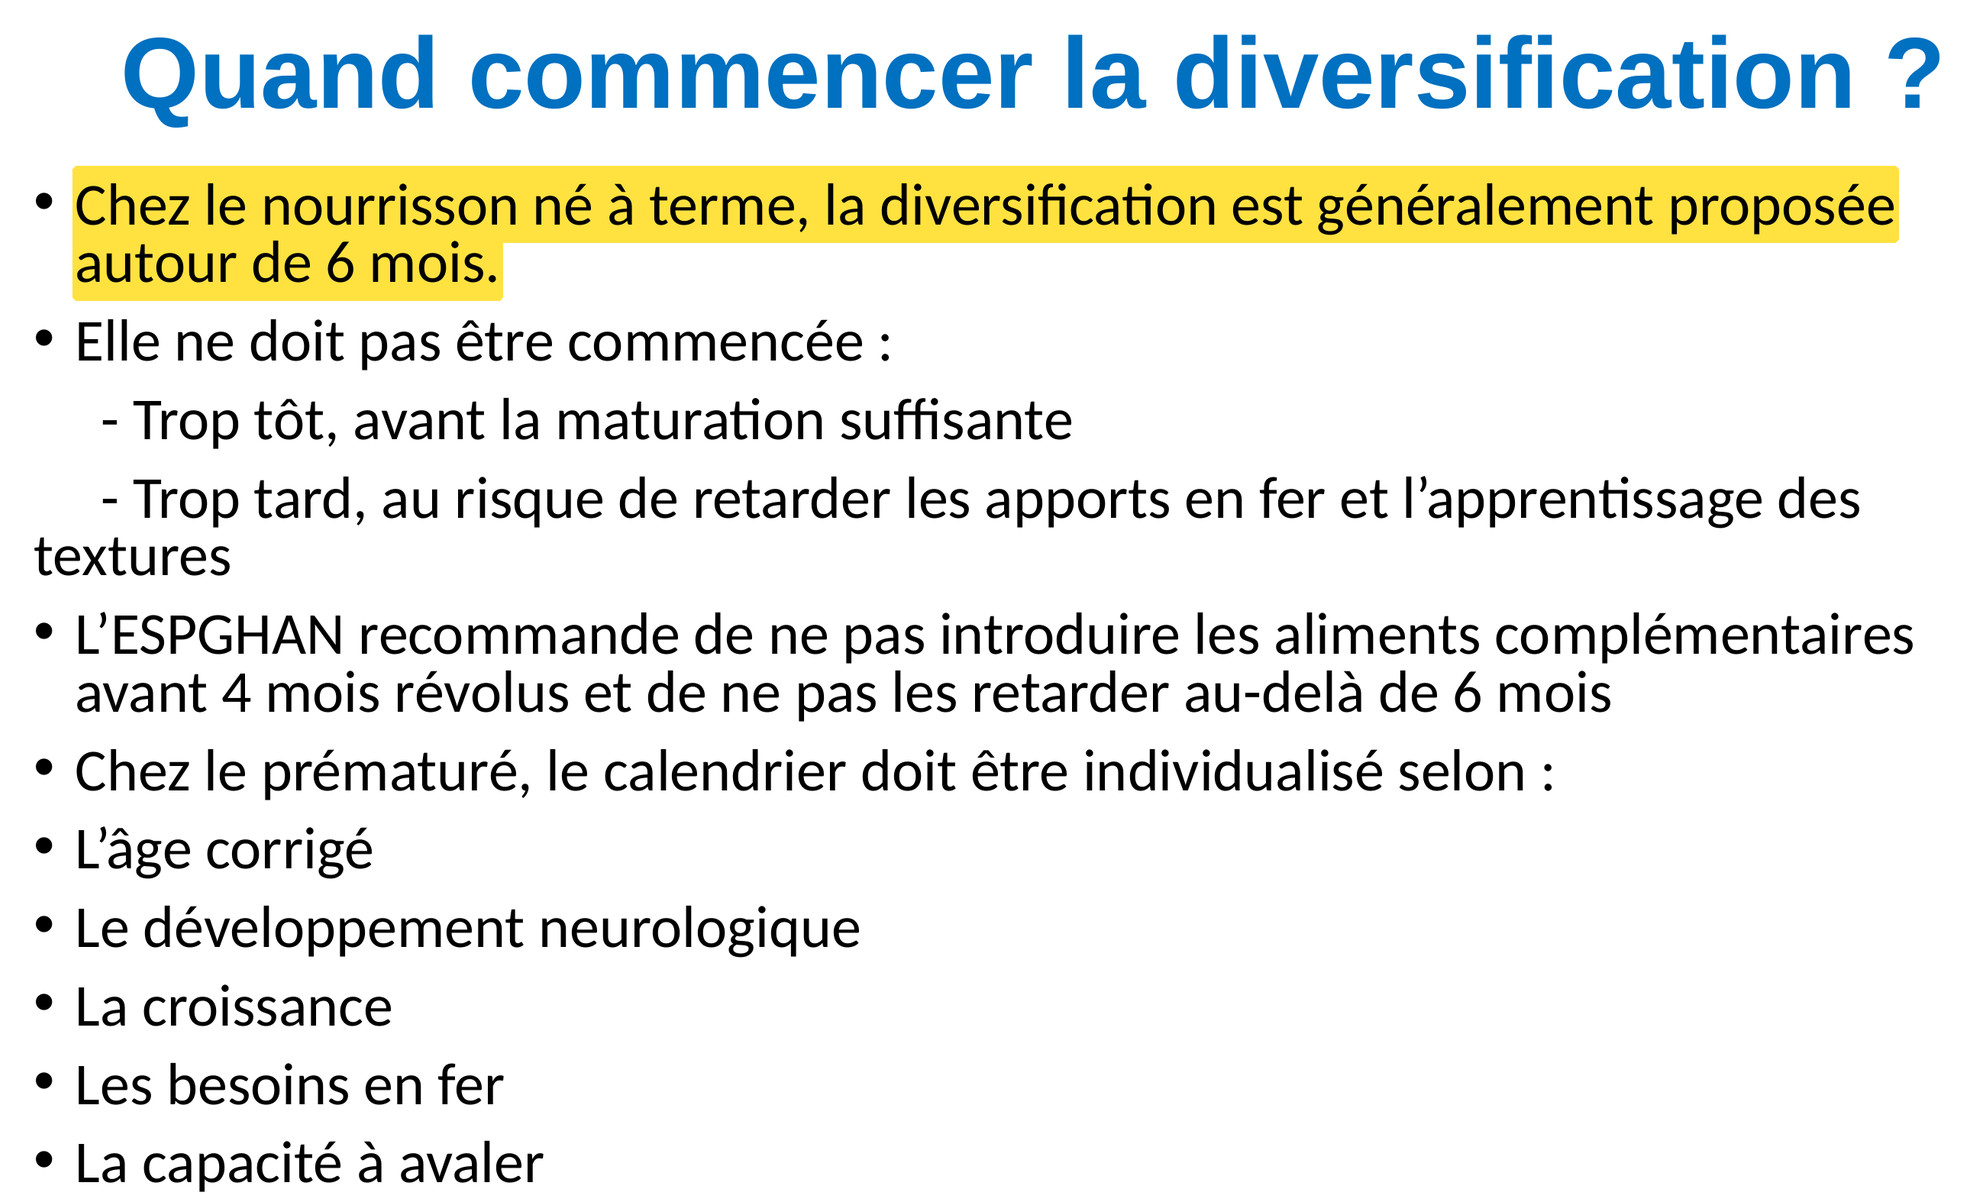 Quand commencer la diversification ?
• Chez le nourrisson né à terme, la diversification est généralement proposée
autour de 6 mois.
• Elle ne doit pas être commencée :
- Trop tôt, avant la maturation suffisante
- Trop tard, au risque de retarder les apports en fer et l’apprentissage des
textures
• L’ESPGHAN recommande de ne pas introduire les aliments complémentaires
avant 4 mois révolus et de ne pas les retarder au-delà de 6 mois
• Chez le prématuré, le calendrier doit être individualisé selon :
• L’âge corrigé
• Le développement neurologique
• La croissance
• Les besoins en fer
• La capacité à avaler